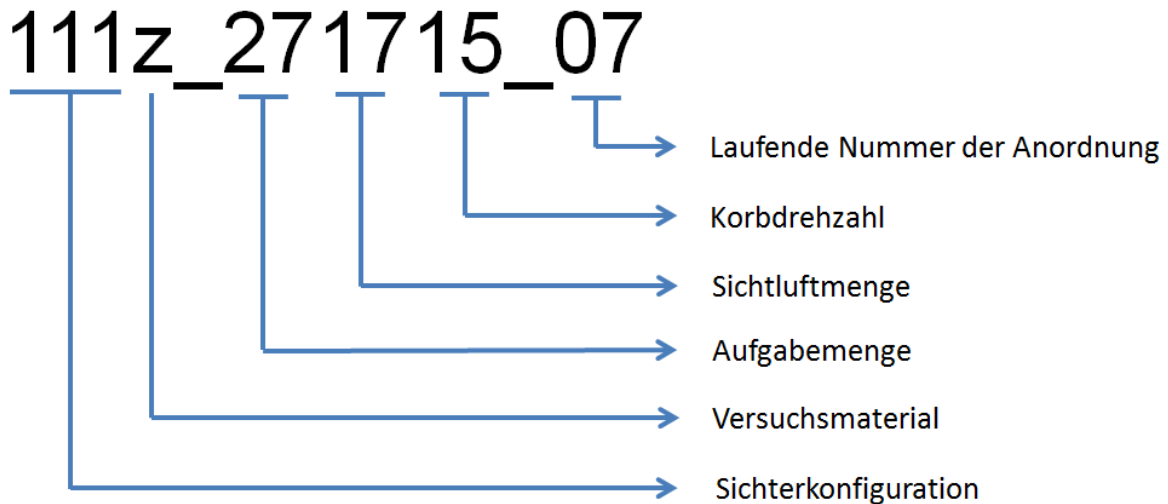 111z_271715_07
Laufende Nummer der Anordnung
Korbdrehzahl
Sichtluftmenge
Aufgabemenge
Versuchsmaterial
Sichterkonfiguration